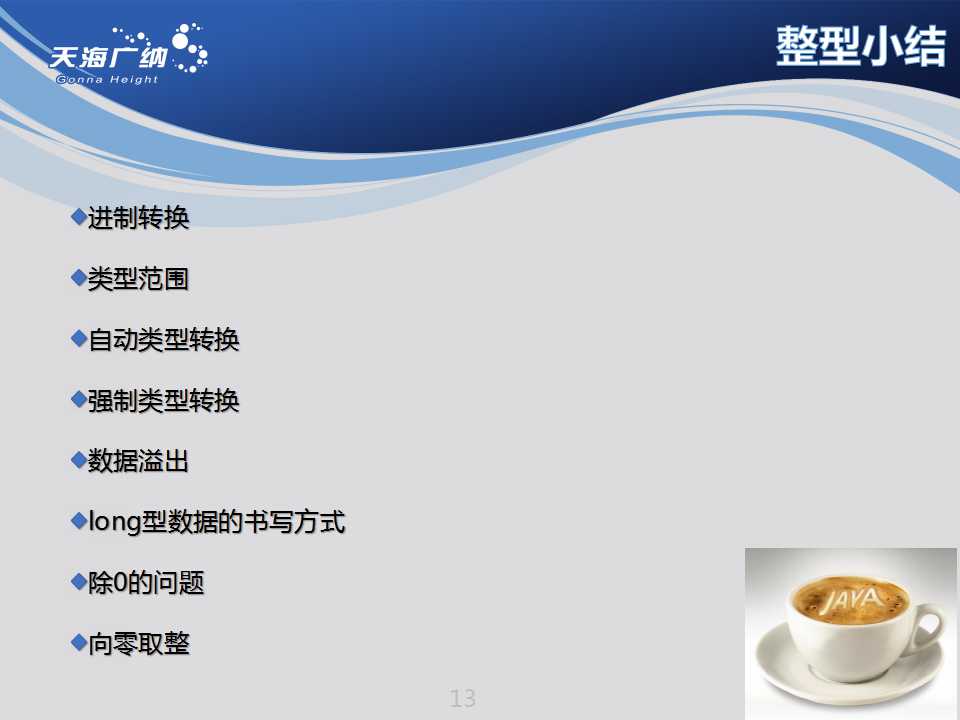 天海广纳
Gonna Height
整型小结
进制转换
类型范围
自动类型转换
强制类型转换
数据溢出
long型数据的书写方式
除0的问题
向零取整
JAVA
13